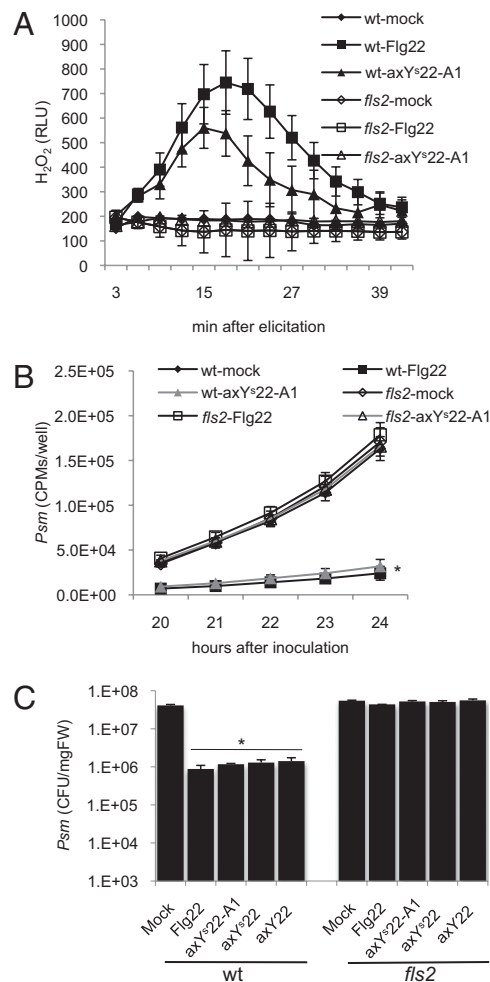 A
wt-mock
wt-Flg22
wt-axYˢ22-A1
fls2-mock
fls2-Flg22
fls2-axYˢ22-A1
H₂O₂ (RLU)
1000
900
800
700
600
500
400
300
200
100
0
3 15 27 39
min after elicitation
B
wt-mock wt-Flg22
wt-axYˢ22-A1 fls2-mock
fls2-Flg22 fls2-axYˢ22-A1
Psm (CPMs/well)
2.5E+05
2.0E+05
1.5E+05
1.0E+05
5.0E+04
0.0E+00
*
20 21 22 23 24
hours after inoculation
C
Psm (CFU/mgFW)
1.E+08
1.E+07
1.E+06
1.E+05
1.E+04
1.E+03
*
Mock Flg22 axYˢ22-A1 axYˢ22 axY22 Mock Flg22 axYˢ22-A1 axYˢ22 axY22
wt fls2